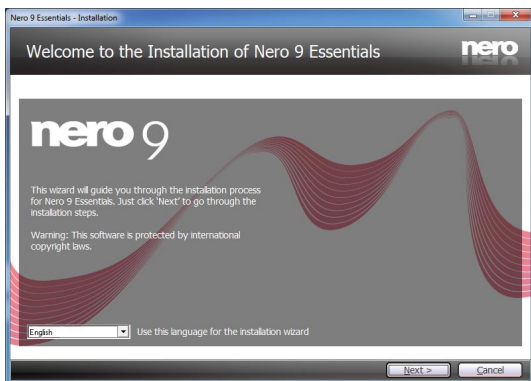 Nero 9 Essentials - Installation
Welcome to the Installation of Nero 9 Essentials
nero
nero 9
This wizard will guide you through the installation process
for Nero 9 Essentials. Just click 'Next' to go through the
installation steps.
Warning: This software is protected by international
copyright laws.
English
Use this language for the installation wizard
Next >
Cancel